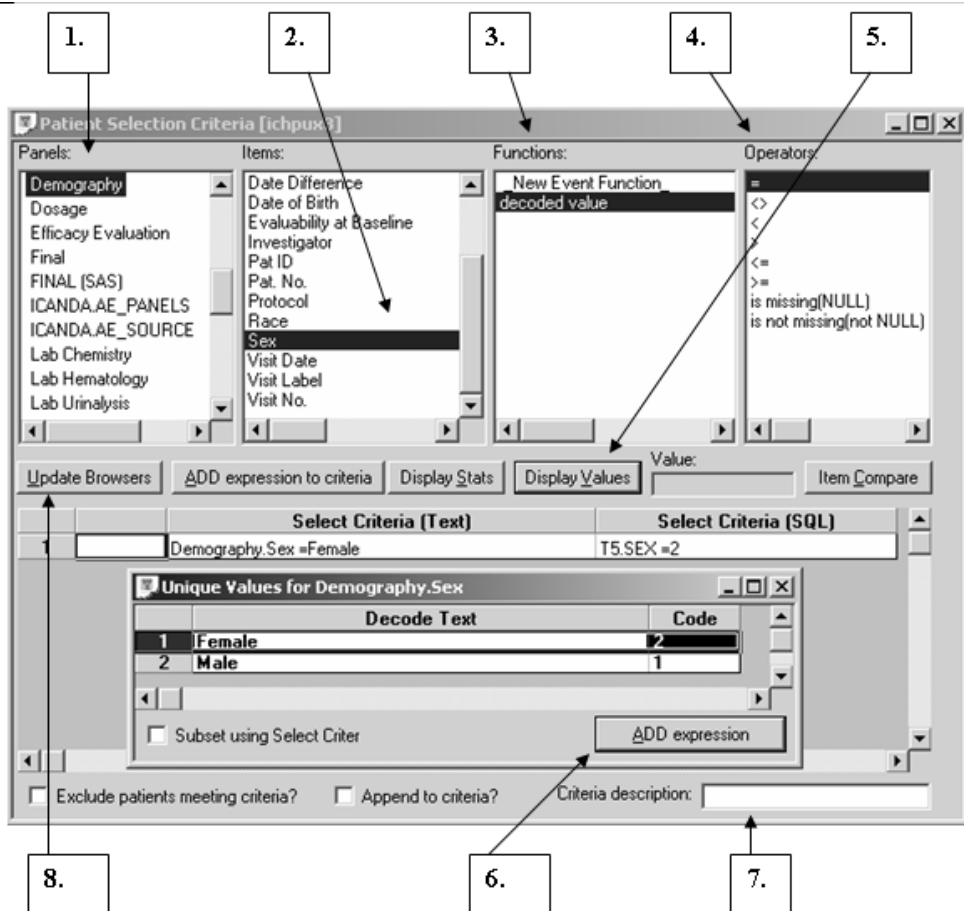 1.
2.
3.
4.
5.
Patient Selection Criteria [ichpux3]
Panels:
Demography
Dosage
Efficacy Evaluation
Final
FINAL (SAS)
ICANDA.AE_PANELS
ICANDA.AE_SOURCE
Lab Chemistry
Lab Hematology
Lab Urinalysis
Items:
Date Difference
Date of Birth
Evaluability at Baseline
Investigator
Pat ID
Pat. No.
Protocol
Race
Sex
Visit Date
Visit Label
Visit No.
Functions:
_New Event Function_
decoded value
Operators:
=
<>
<
>
<=
>=
is missing(NULL)
is not missing(not NULL)
Update Browsers
ADD expression to criteria
Display Stats
Display Values
Value:
Item Compare
Select Criteria (Text) Select Criteria (SQL)
1 Demography.Sex =Female T5.SEX =2
Unique Values for Demography.Sex
Decode Text Code
1 Female 2
2 Male 1
Subset using Select Criter
ADD expression
Exclude patients meeting criteria?
Append to criteria?
Criteria description:
8.
6.
7.